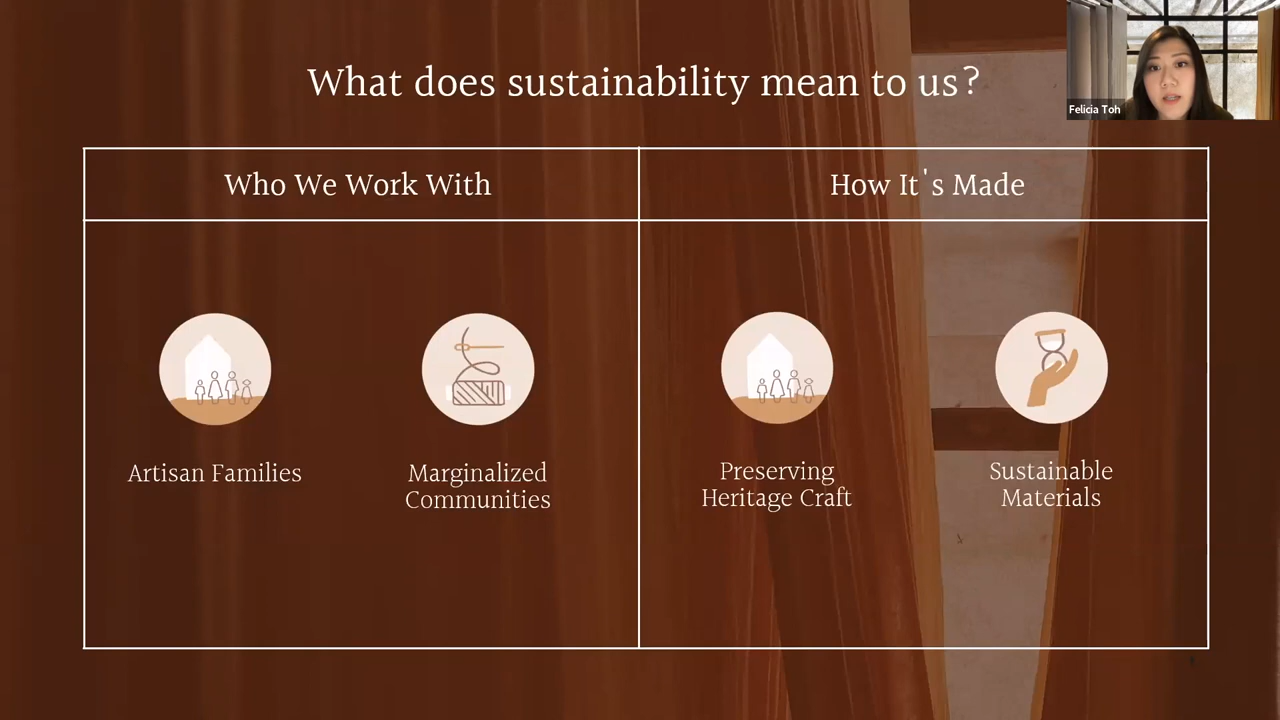 What does sustainability mean to us?
Felicia Toh
Who We Work With
How It's Made
Artisan Families
Marginalized
Communities
Preserving
Heritage Craft
Sustainable
Materials